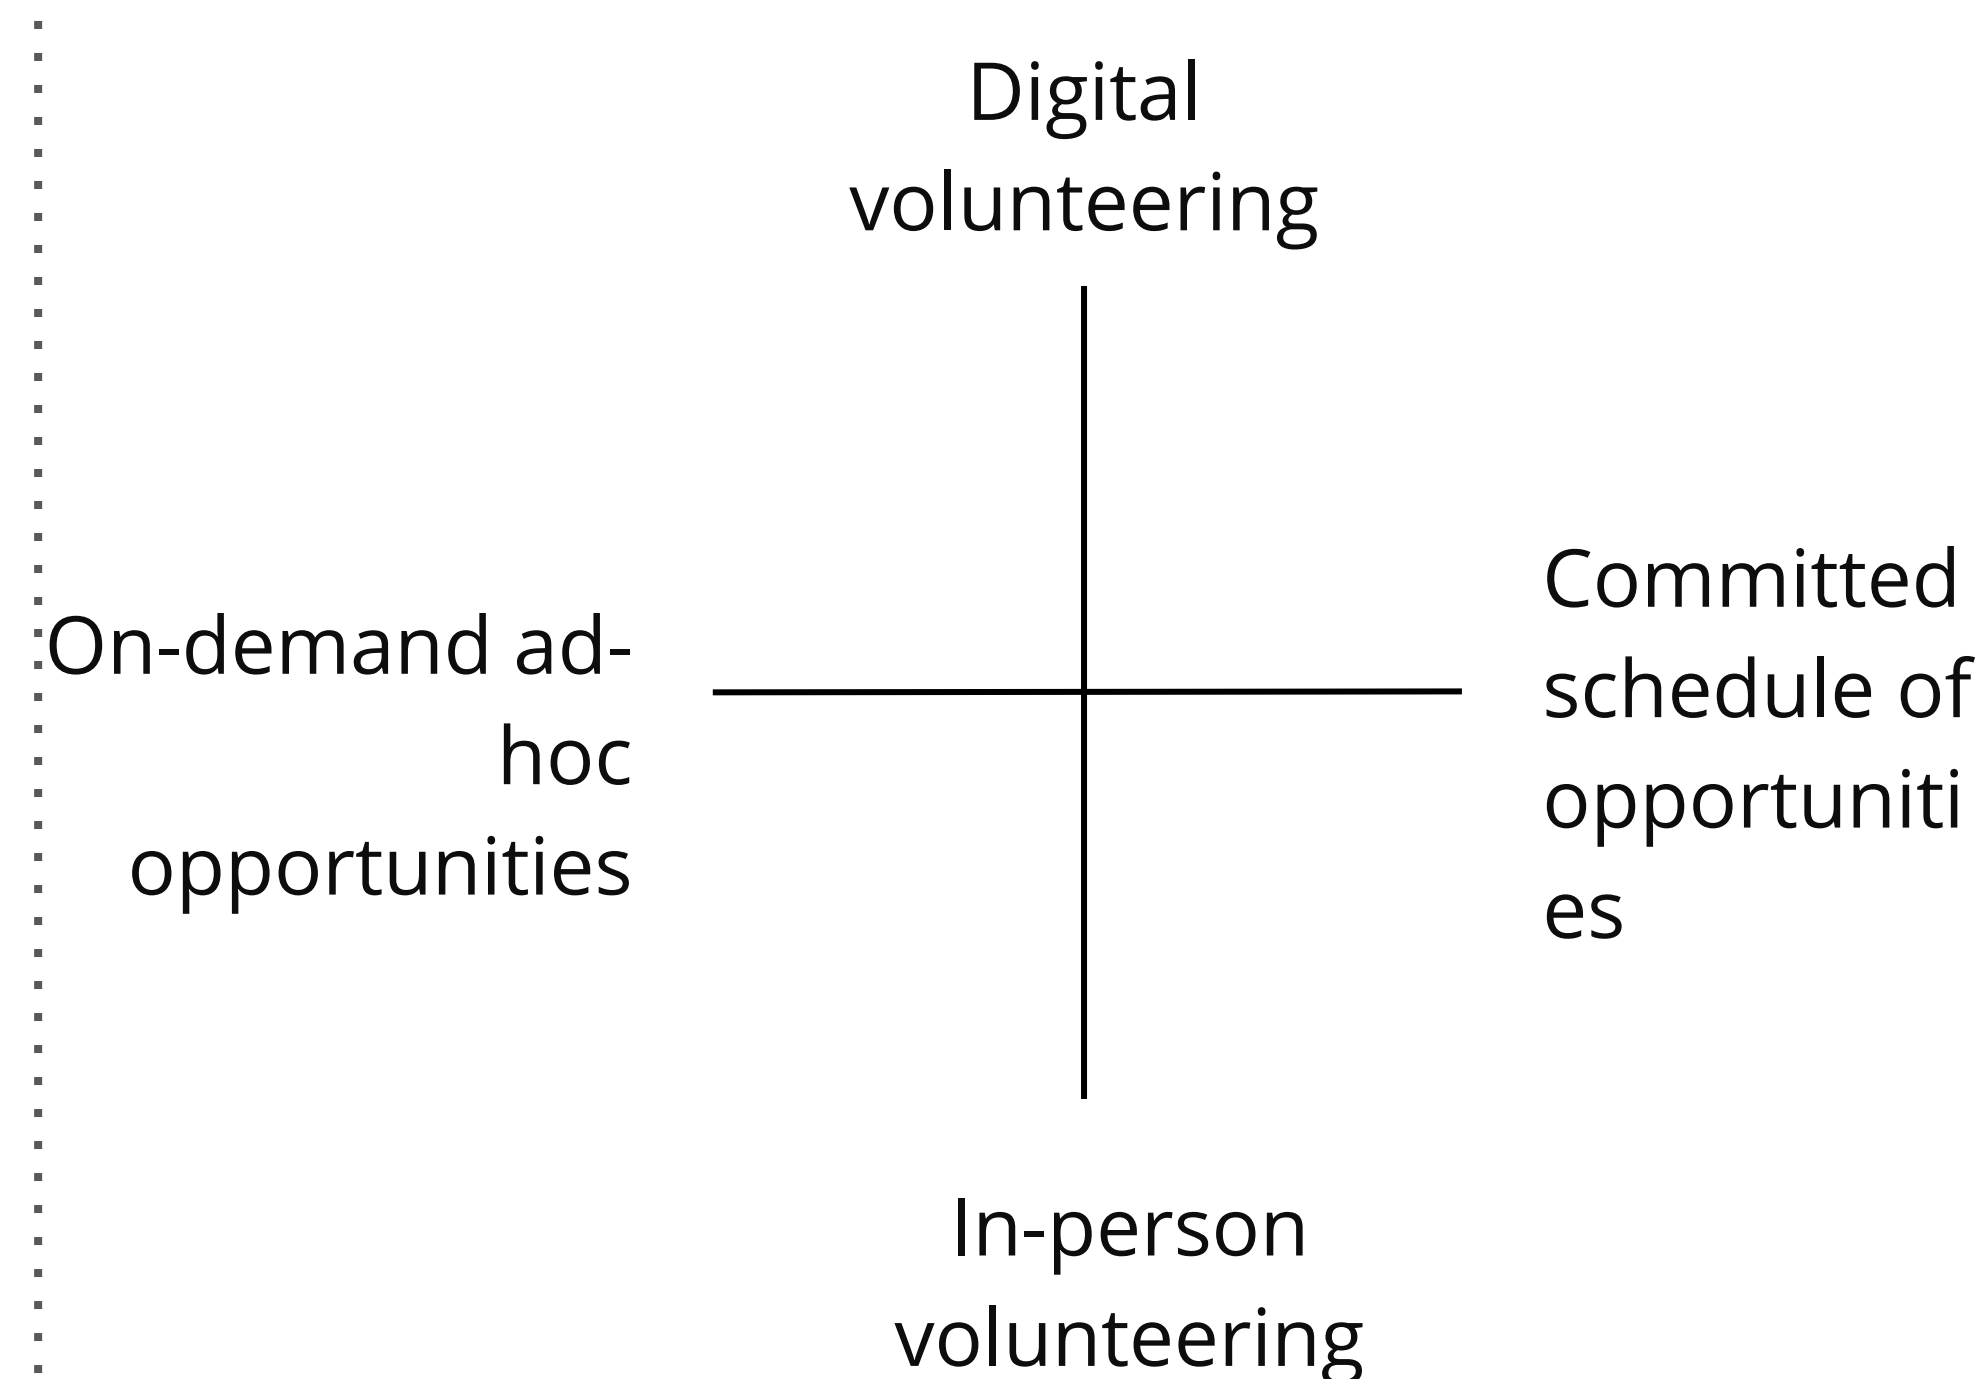 Digital
volunteering
On-demand ad-
hoc
opportunities
Committed
schedule of
opportuniti
es
In-person
volunteering